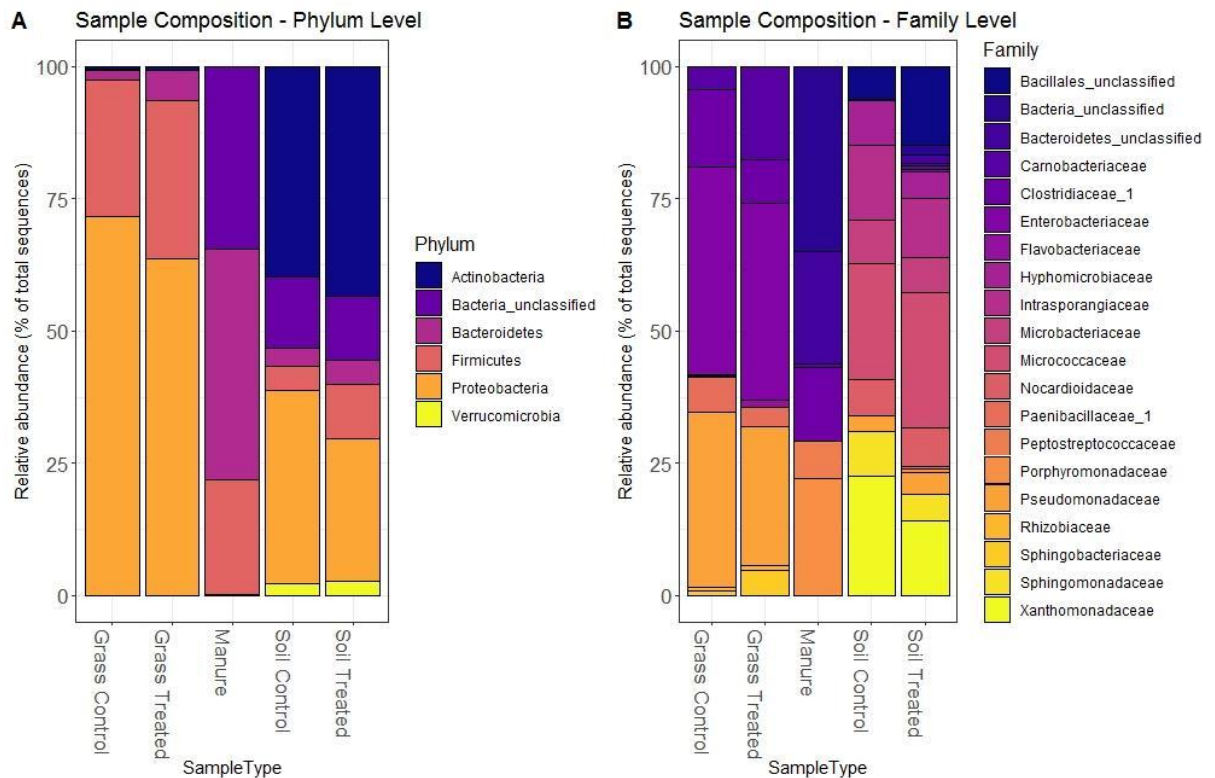 A
Sample Composition - Phylum Level
Relative abundance (% of total sequences)
100
75
50
25
0
Grass Control
Grass Treated
Manure
Soil Control
Soil Treated
SampleType
Phylum
Actinobacteria
Bacteria_unclassified
Bacteroidetes
Firmicutes
Proteobacteria
Verrucomicrobia
B
Sample Composition - Family Level
Relative abundance (% of total sequences)
100
75
50
25
0
Grass Control
Grass Treated
Manure
Soil Control
Soil Treated
SampleType
Family
Bacillales_unclassified
Bacteria_unclassified
Bacteroidetes_unclassified
Carnobacteriaceae
Clostridiaceae_1
Enterobacteriaceae
Flavobacteriaceae
Hyphomicrobiaceae
Intrasporangiaceae
Microbacteriaceae
Micrococcaceae
Nocardioidaceae
Paenibacillaceae_1
Peptostreptococcaceae
Porphyromonadaceae
Pseudomonadaceae
Rhizobiaceae
Sphingobacteriaceae
Sphingomonadaceae
Xanthomonadaceae